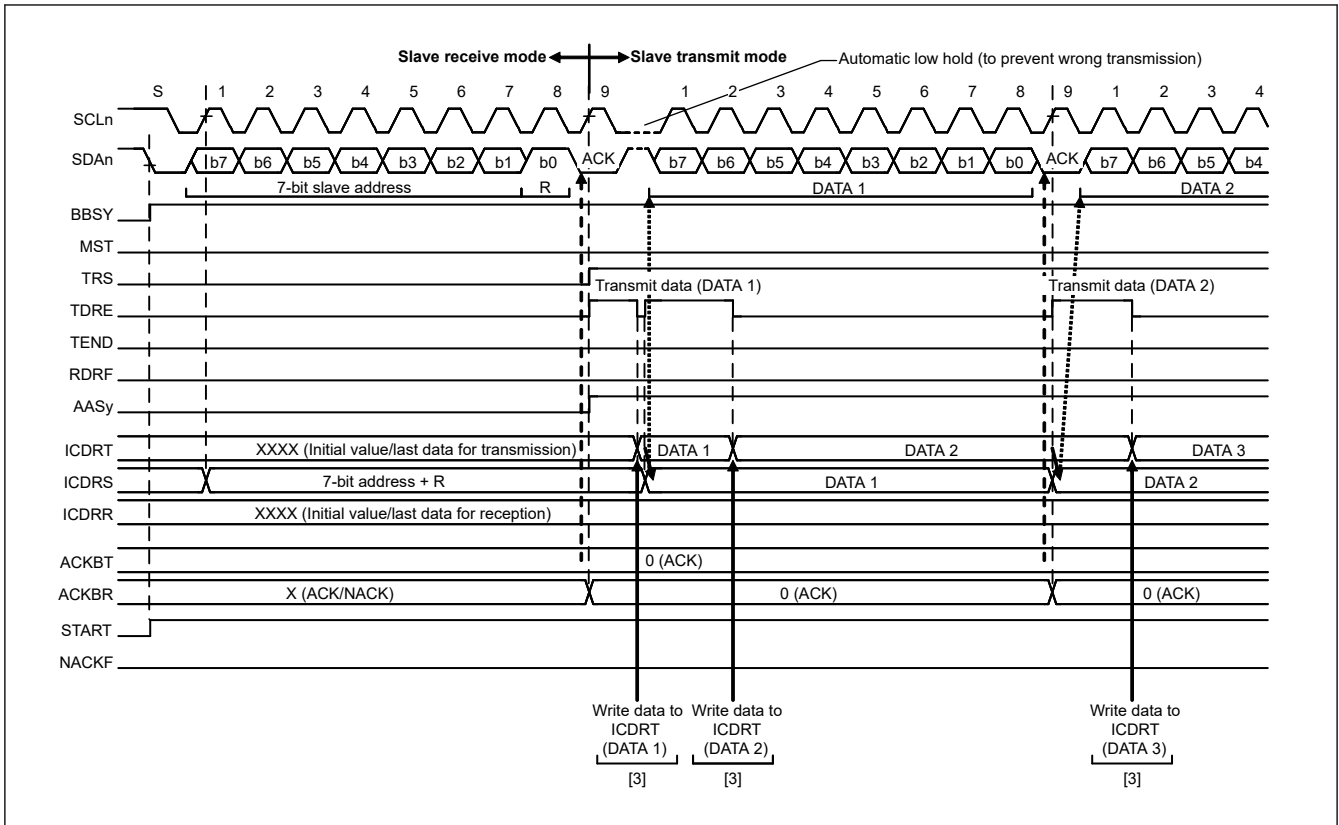 Slave receive mode Slave transmit mode Automatic low hold (to prevent wrong transmission)
S 1 2 3 4 5 6 7 8 9 1 2 3 4 5 6 7 8 9 1 2 3 4
SCLn
SDAn b7 b6 b5 b4 b3 b2 b1 b0 ACK b7 b6 b5 b4 b3 b2 b1 b0 ACK b7 b6 b5 b4
7-bit slave address R DATA 1 DATA 2
BBSY
MST
TRS
Transmit data (DATA 1) Transmit data (DATA 2)
TDRE
TEND
RDRF
AASy
ICDRT XXXX (Initial value/last data for transmission) DATA 1 DATA 2 DATA 3
ICDRS 7-bit address + R DATA 1 DATA 2
ICDRR XXXX (Initial value/last data for reception)
ACKBT 0 (ACK)
ACKBR X (ACK/NACK) 0 (ACK) 0 (ACK)
START
NACKF
Write data to Write data to Write data to
ICDRT ICDRT ICDRT
(DATA 1) (DATA 2) (DATA 3)
[3] [3] [3]